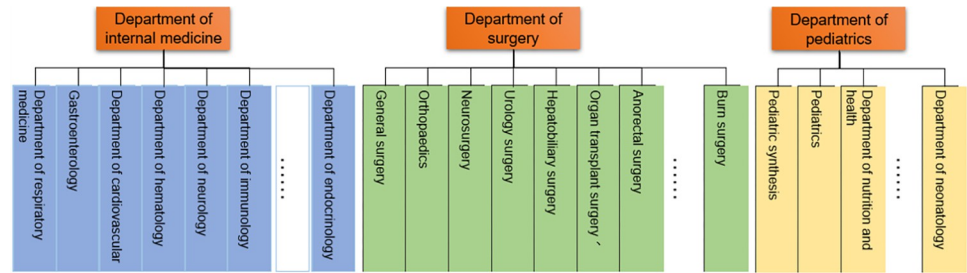 Department of
internal medicine
Department of
surgery
Department of
pediatrics
Department of respiratory
medicine
Gastroenterology
Department of cardiovascular
Department of hematology
Department of neurology
Department of immunology
......
Department of endocrinology
General surgery
Orthopaedics
Neurosurgery
Urology surgery
Hepatobiliary surgery
Organ transplant surgery、
Anorectal surgery
......
Burn surgery
Pediatric synthesis
Pediatrics
Department of nutrition and
health
......
Department of neonatology